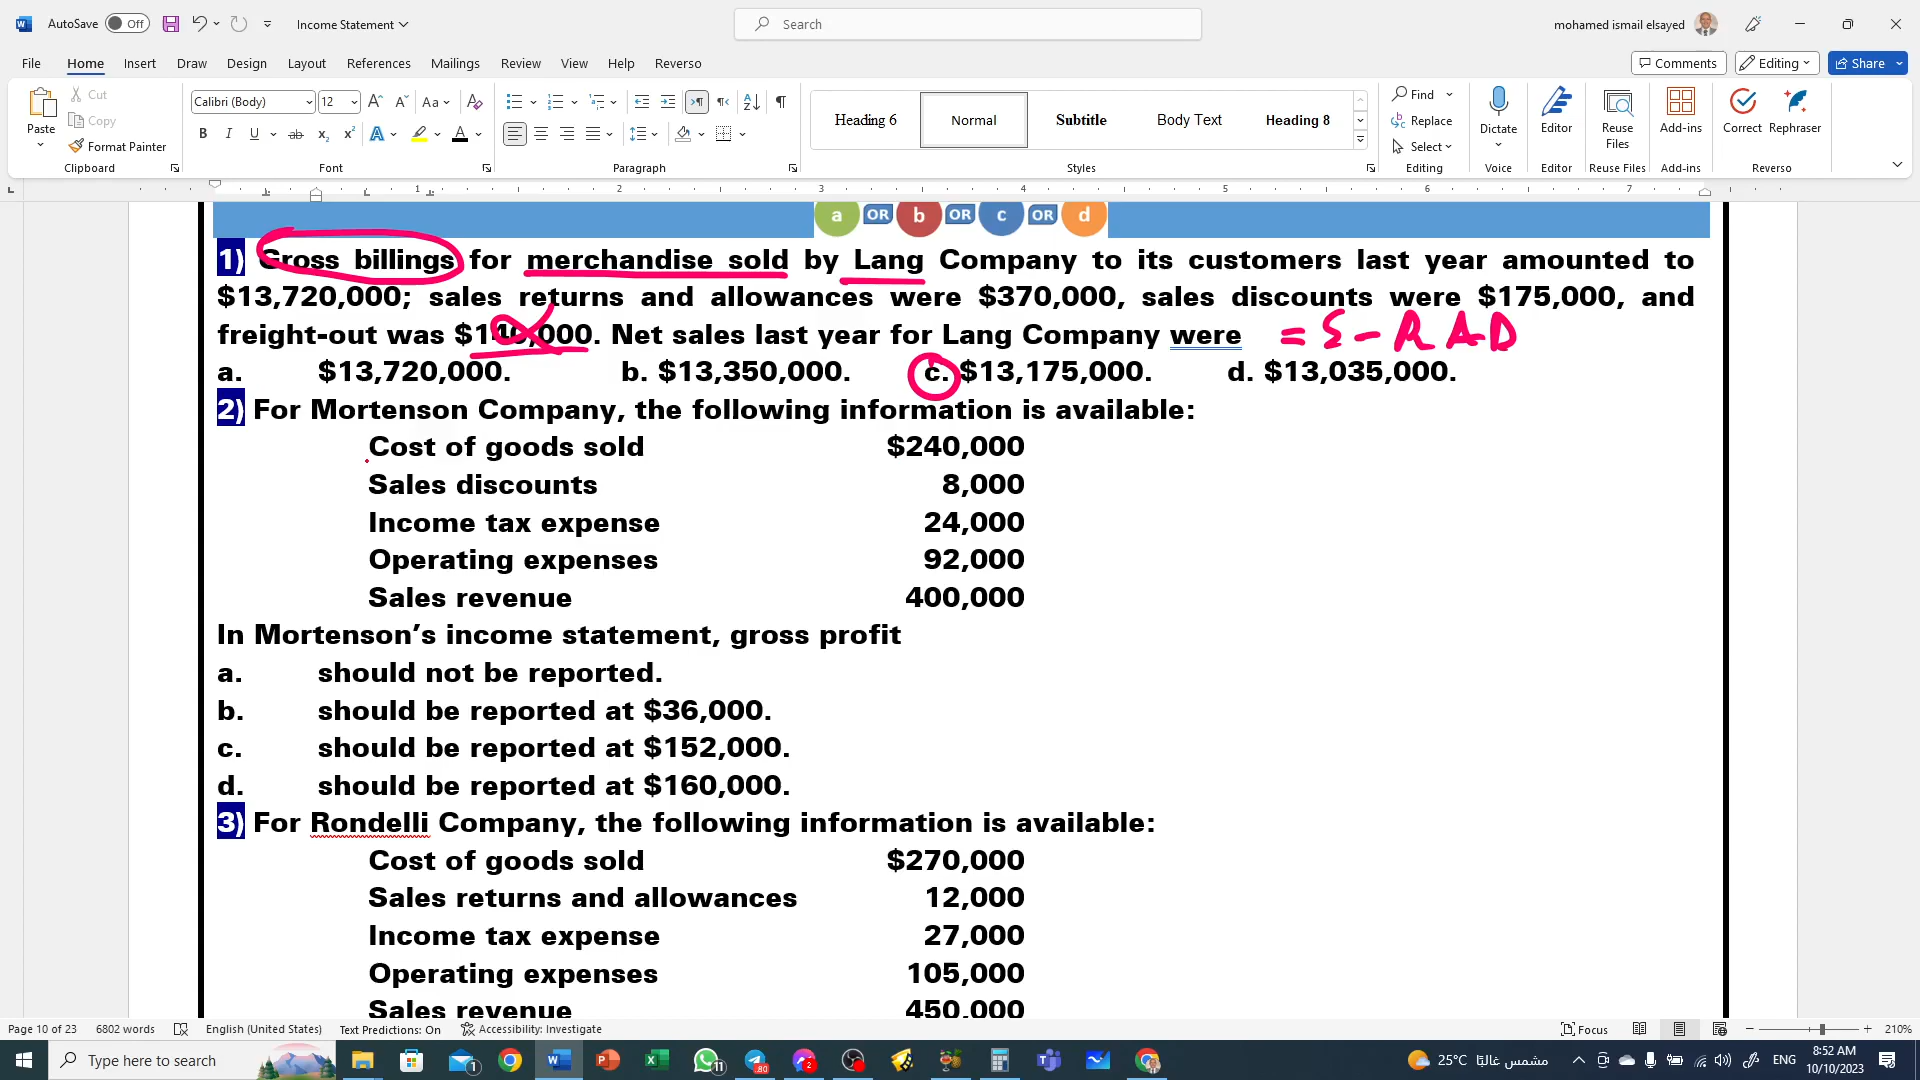 AutoSave Off Income Statement Search mohamed ismail elsayed
File Home Insert Draw Design Layout References Mailings Review View Help Reverso Comments Editing Share
Paste Cut Copy Format Painter Clipboard
Calibri (Body) 12 Font
Paragraph
Heading 6 Normal Subtitle Body Text Heading 8 Styles
Find Replace Select Editing
Dictate Voice
Editor Editor
Reuse Files Reuse Files
Add-ins Add-ins
Correct Rephraser Reverso
1 2 3 4 5 6 7
a OR b OR c OR d
1) Gross billings for merchandise sold by Lang Company to its customers last year amounted to
$13,720,000; sales returns and allowances were $370,000, sales discounts were $175,000, and
freight-out was $140,000. Net sales last year for Lang Company were = S - R A - D
a. $13,720,000. b. $13,350,000. c. $13,175,000. d. $13,035,000.
2) For Mortenson Company, the following information is available:
Cost of goods sold $240,000
Sales discounts 8,000
Income tax expense 24,000
Operating expenses 92,000
Sales revenue 400,000
In Mortenson’s income statement, gross profit
a. should not be reported.
b. should be reported at $36,000.
c. should be reported at $152,000.
d. should be reported at $160,000.
3) For Rondelli Company, the following information is available:
Cost of goods sold $270,000
Sales returns and allowances 12,000
Income tax expense 27,000
Operating expenses 105,000
Sales revenue 450,000
Page 10 of 23 6802 words English (United States) Text Predictions: On Accessibility: Investigate Focus 210%
Type here to search 25°C مشمس غالبًا ENG 8:52 AM
10/10/2023